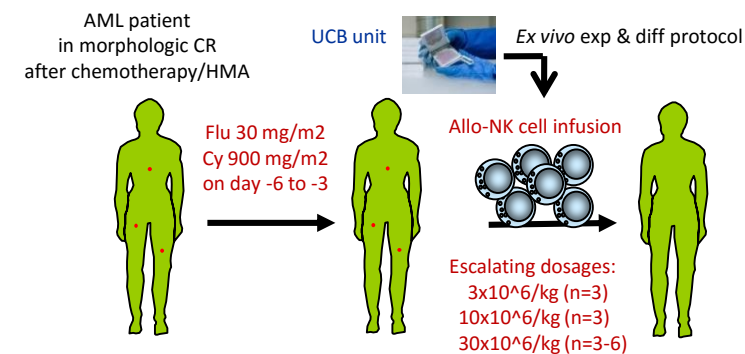 AML patient
in morphologic CR
after chemotherapy/HMA
UCB unit
Ex vivo exp & diff protocol
Flu 30 mg/m2
Cy 900 mg/m2
on day -6 to -3
Allo-NK cell infusion
Escalating dosages:
3x10^6/kg (n=3)
10x10^6/kg (n=3)
30x10^6/kg (n=3-6)